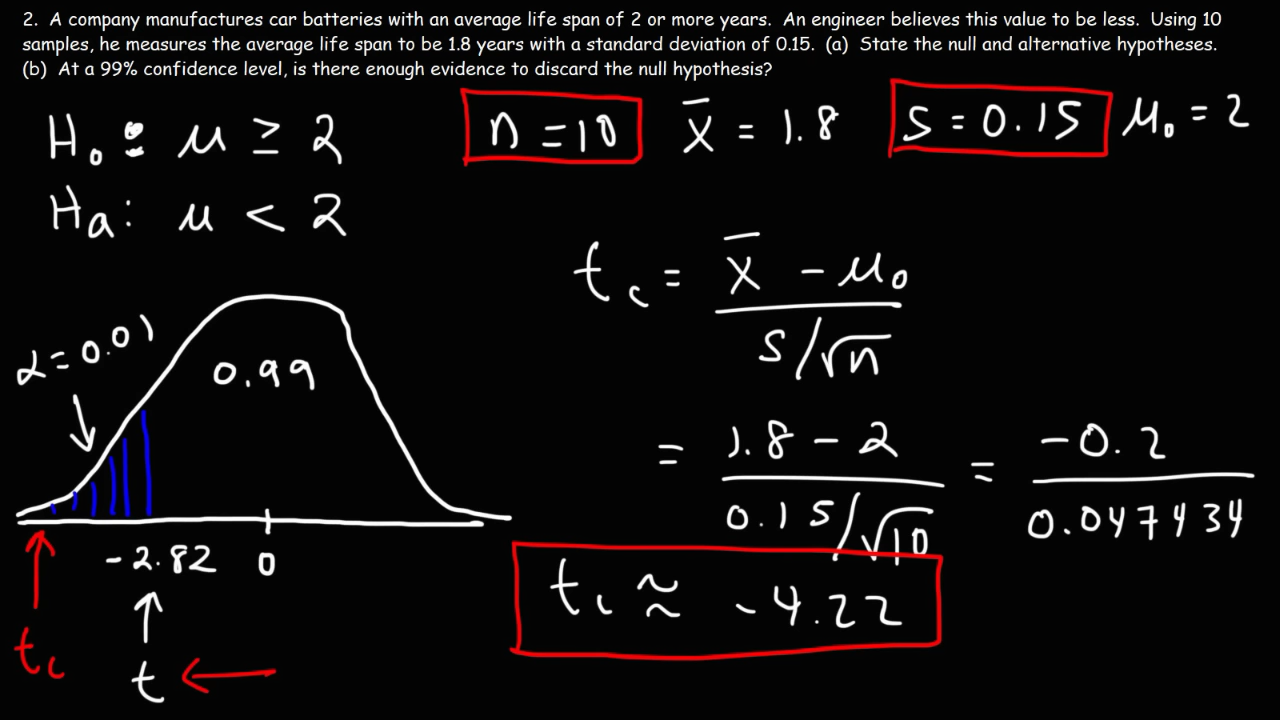 2. A company manufactures car batteries with an average life span of 2 or more years. An engineer believes this value to be less. Using 10
samples, he measures the average life span to be 1.8 years with a standard deviation of 0.15. (a) State the null and alternative hypotheses.
(b) At a 99% confidence level, is there enough evidence to discard the null hypothesis?
H₀ : μ ≥ 2
n = 10
x̄ = 1.8
s = 0.15
μ₀ = 2
Ha: μ < 2
t꜀ = x̄ - μ₀
s/√n
= 1.8 - 2
0.15/√10
= -0.2
0.0474434
t꜀ ≈ -4.22
α = 0.01
0.99
-2.82
0
t꜀
t